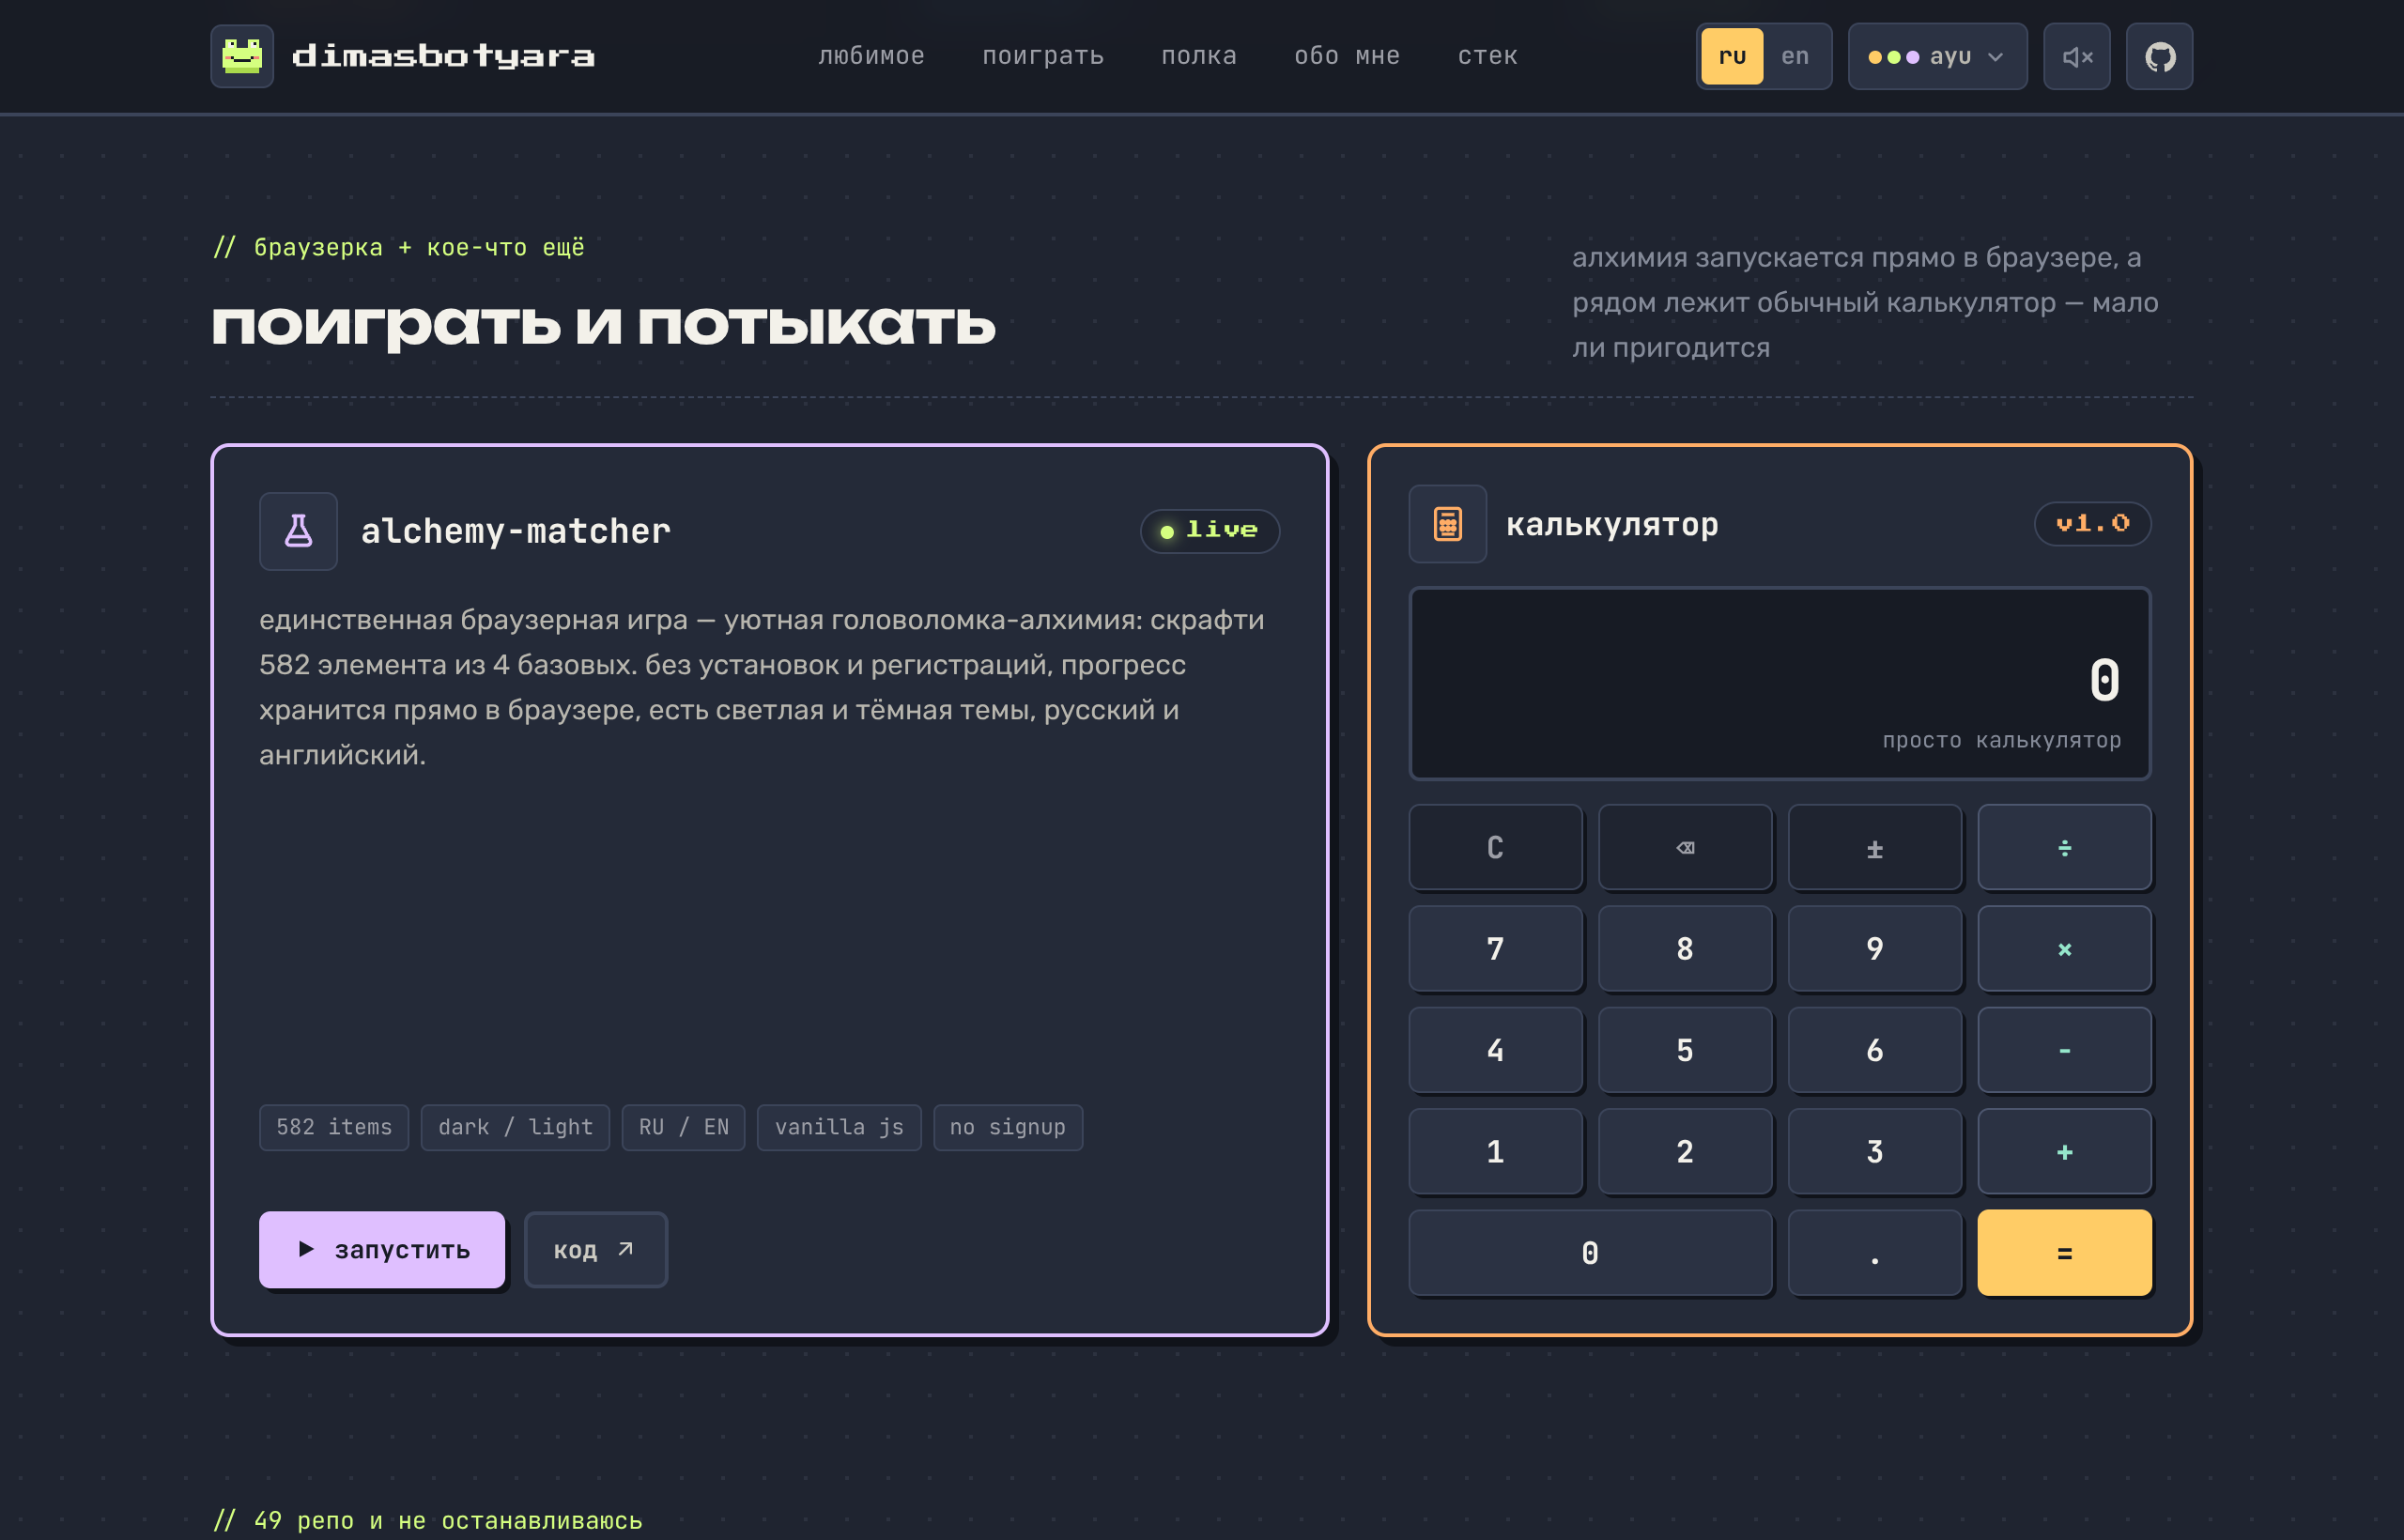 dimasbotyara
любимое поиграть полка обо мне стек
ru en ayu
// браузерка + кое-что ещё
поиграть и потыкать
алхимия запускается прямо в браузере, а
рядом лежит обычный калькулятор — мало
ли пригодится
alchemy-matcher
live
единственная браузерная игра — уютная головоломка-алхимия: скрафти
582 элемента из 4 базовых. без установок и регистраций, прогресс
хранится прямо в браузере, есть светлая и тёмная темы, русский и
английский.
582 items dark / light RU / EN vanilla js no signup
запустить код ↗
калькулятор
v1.0
0
просто калькулятор
C ⌫ ± ÷
7 8 9 ×
4 5 6 -
1 2 3 +
0 . =
// 49 репо и не останавливаюсь